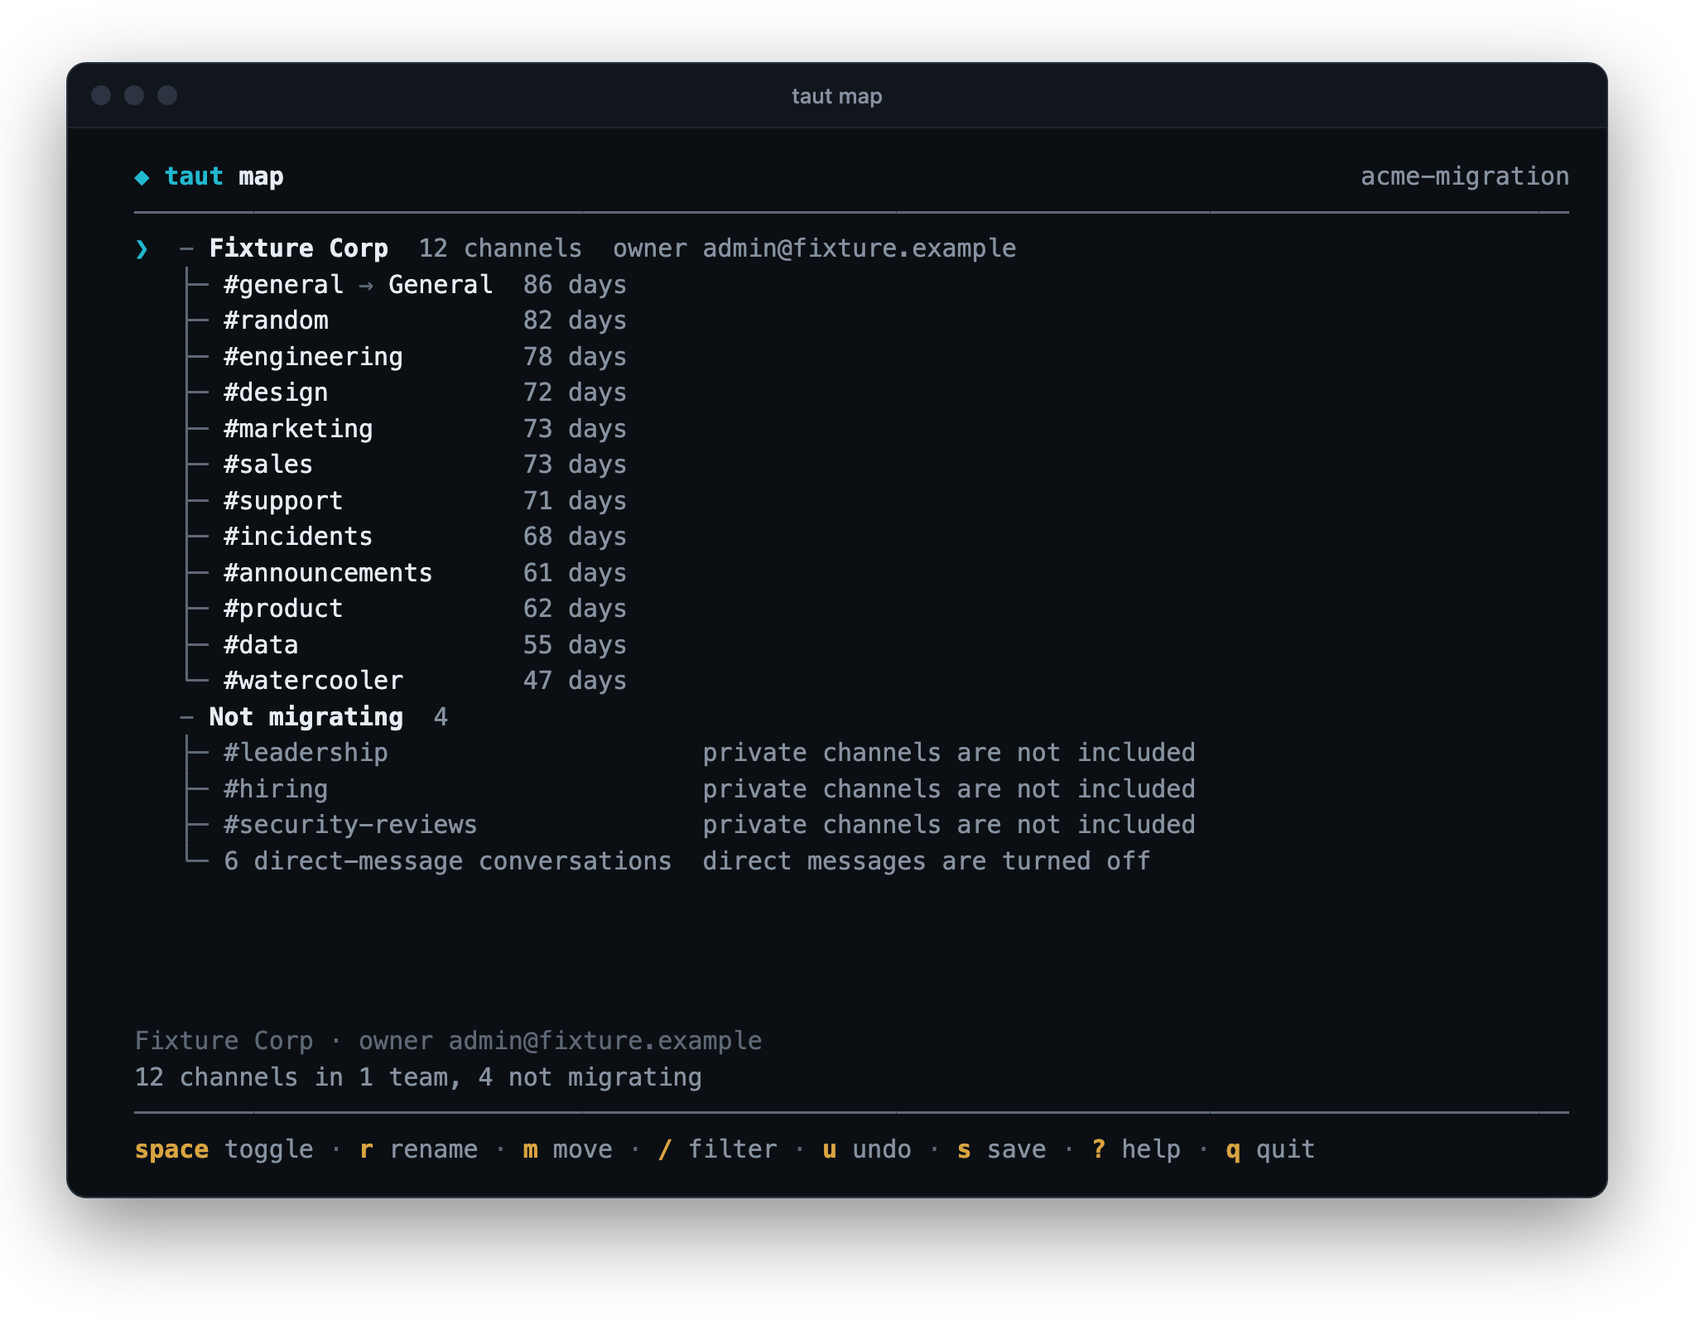 taut map
◆ taut map acme-migration
❯ – Fixture Corp 12 channels owner admin@fixture.example
├─ #general → General 86 days
├─ #random 82 days
├─ #engineering 78 days
├─ #design 72 days
├─ #marketing 73 days
├─ #sales 73 days
├─ #support 71 days
├─ #incidents 68 days
├─ #announcements 61 days
├─ #product 62 days
├─ #data 55 days
└─ #watercooler 47 days
– Not migrating 4
├─ #leadership private channels are not included
├─ #hiring private channels are not included
├─ #security-reviews private channels are not included
└─ 6 direct-message conversations direct messages are turned off
Fixture Corp · owner admin@fixture.example
12 channels in 1 team, 4 not migrating
space toggle · r rename · m move · / filter · u undo · s save · ? help · q quit